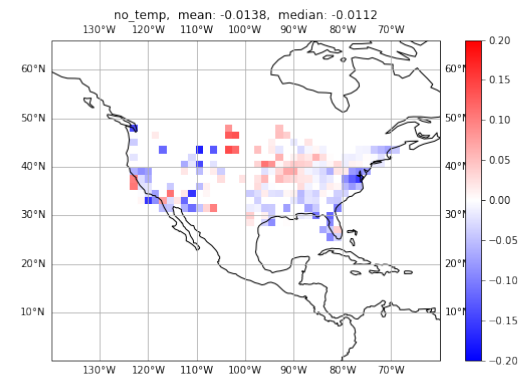 no_temp, mean: -0.0138, median: -0.0112
130°W 120°W 110°W 100°W 90°W 80°W 70°W
60°N 60°N
50°N 50°N
40°N 40°N
30°N 30°N
20°N 20°N
10°N 10°N
130°W 120°W 110°W 100°W 90°W 80°W 70°W
0.20
0.15
0.10
0.05
0.00
−0.05
−0.10
−0.15
−0.20